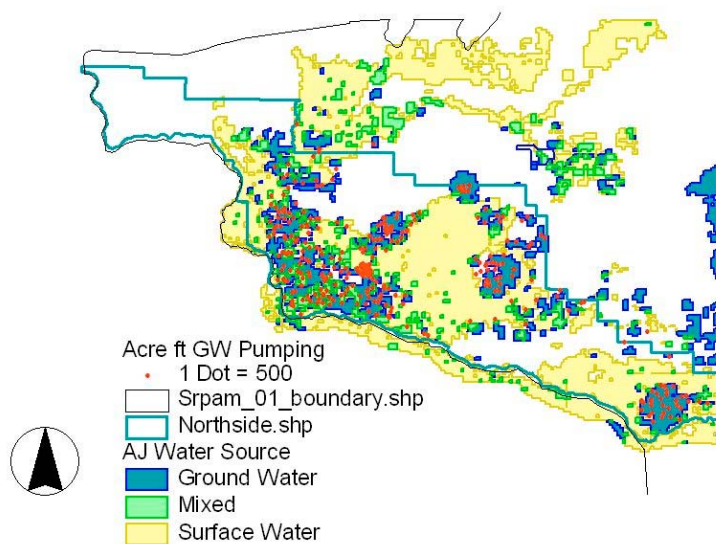 Acre ft GW Pumping
1 Dot = 500
Srpam_01_boundary.shp
Northside.shp
AJ Water Source
Ground Water
Mixed
Surface Water